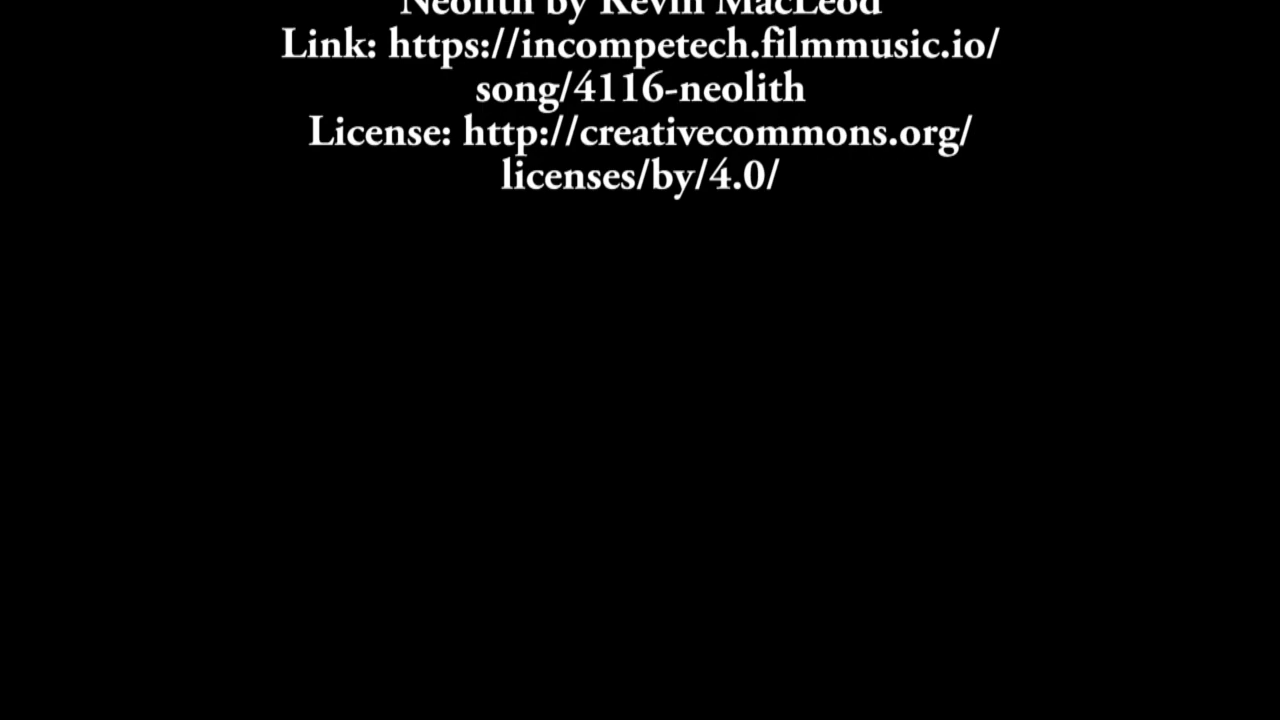 Neolith by Kevin MacLeod
Link: https://incompetech.filmmusic.io/
song/4116-neolith
License: http://creativecommons.org/
licenses/by/4.0/